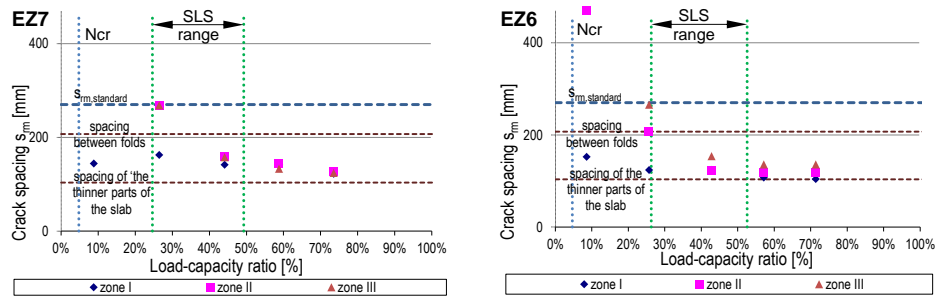 EZ7
Ncr
SLS
range
400
s_rm.standard
200
spacing
between folds
spacing of 'the
thinner parts of
the slab
0
Crack spacing s_rm [mm]
0% 10% 20% 30% 40% 50% 60% 70% 80% 90% 100%
Load-capacity ratio [%]
zone I zone II zone III
EZ6
Ncr
SLS
range
400
s_rm.standard
200
spacing
between folds
spacing of the
thinner parts of
the slab
0
Crack spacing s_rm [mm]
0% 10% 20% 30% 40% 50% 60% 70% 80% 90% 100%
Load-capacity ratio [%]
zone I zone II zone III